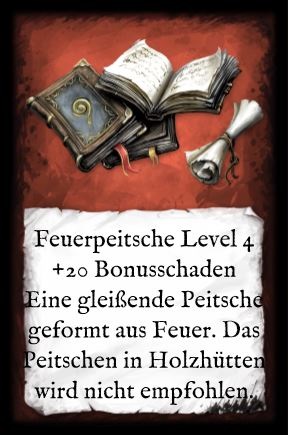 Feuerpeitsche Level 4
+20 Bonusschaden
Eine gleißende Peitsche
geformt aus Feuer. Das
Peitschen in Holzhütten
wird nicht empfohlen.